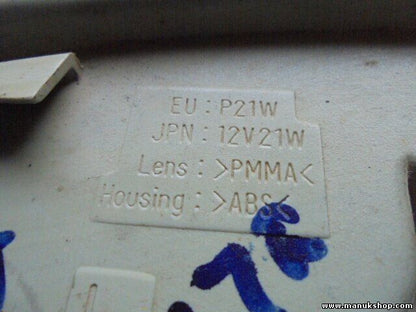 EU : P21W
JPN : 12V21W
Lens : >PMMA<
Housing : >ABS<
www.manukshop.com